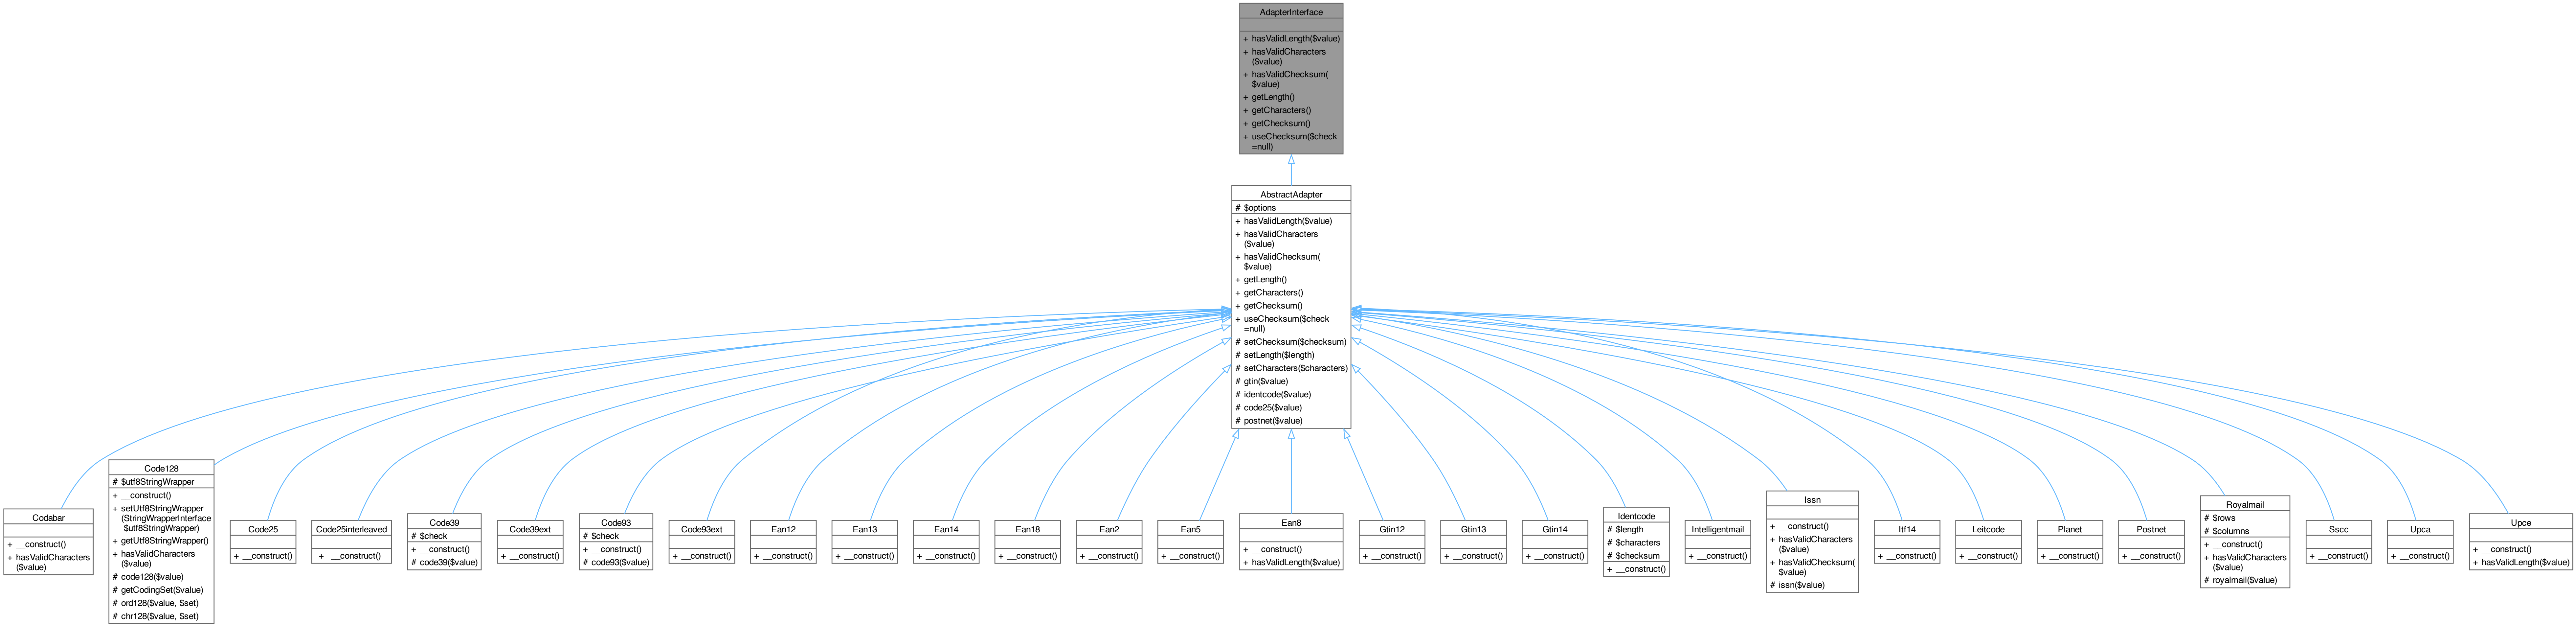 AdapterInterface
+ hasValidLength($value)
+ hasValidCharacters
($value)
+ hasValidChecksum(
$value)
+ getLength()
+ getCharacters()
+ getChecksum()
+ useChecksum($check
=null)
AbstractAdapter
# $options
+ hasValidLength($value)
+ hasValidCharacters
($value)
+ hasValidChecksum(
$value)
+ getLength()
+ getCharacters()
+ getChecksum()
+ useChecksum($check
=null)
# setChecksum($checksum)
# setLength($length)
# setCharacters($characters)
# gtin($value)
# identcode($value)
# code25($value)
# postnet($value)
Codabar
+ __construct()
+ hasValidCharacters
($value)
Code128
# $utf8StringWrapper
+ __construct()
+ setUtf8StringWrapper
(StringWrapperInterface
$utf8StringWrapper)
+ getUtf8StringWrapper()
+ hasValidCharacters
($value)
# code128($value)
# getCodingSet($value)
# ord128($value, $set)
# chr128($value, $set)
Code25
+ __construct()
Code25interleaved
+ __construct()
Code39
# $check
+ __construct()
# code39($value)
Code39ext
+ __construct()
Code93
# $check
+ __construct()
# code93($value)
Code93ext
+ __construct()
Ean12
+ __construct()
Ean13
+ __construct()
Ean14
+ __construct()
Ean18
+ __construct()
Ean2
+ __construct()
Ean5
+ __construct()
Ean8
+ __construct()
+ hasValidLength($value)
Gtin12
+ __construct()
Gtin13
+ __construct()
Gtin14
+ __construct()
Identcode
# $length
# $characters
# $checksum
+ __construct()
Intelligentmail
+ __construct()
Issn
+ __construct()
+ hasValidCharacters
($value)
+ hasValidChecksum(
$value)
# issn($value)
Itf14
+ __construct()
Leitcode
+ __construct()
Planet
+ __construct()
Postnet
+ __construct()
Royalmail
# $rows
# $columns
+ __construct()
+ hasValidCharacters
($value)
# royalmail($value)
Sscc
+ __construct()
Upca
+ __construct()
Upce
+ __construct()
+ hasValidLength($value)